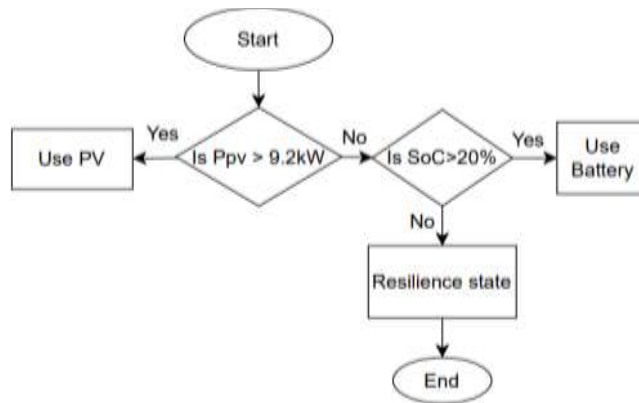 Start
Yes
No
Yes
Use PV
Is Ppv > 9.2kW
Is SoC>20%
Use
Battery
No
Resilience state
End